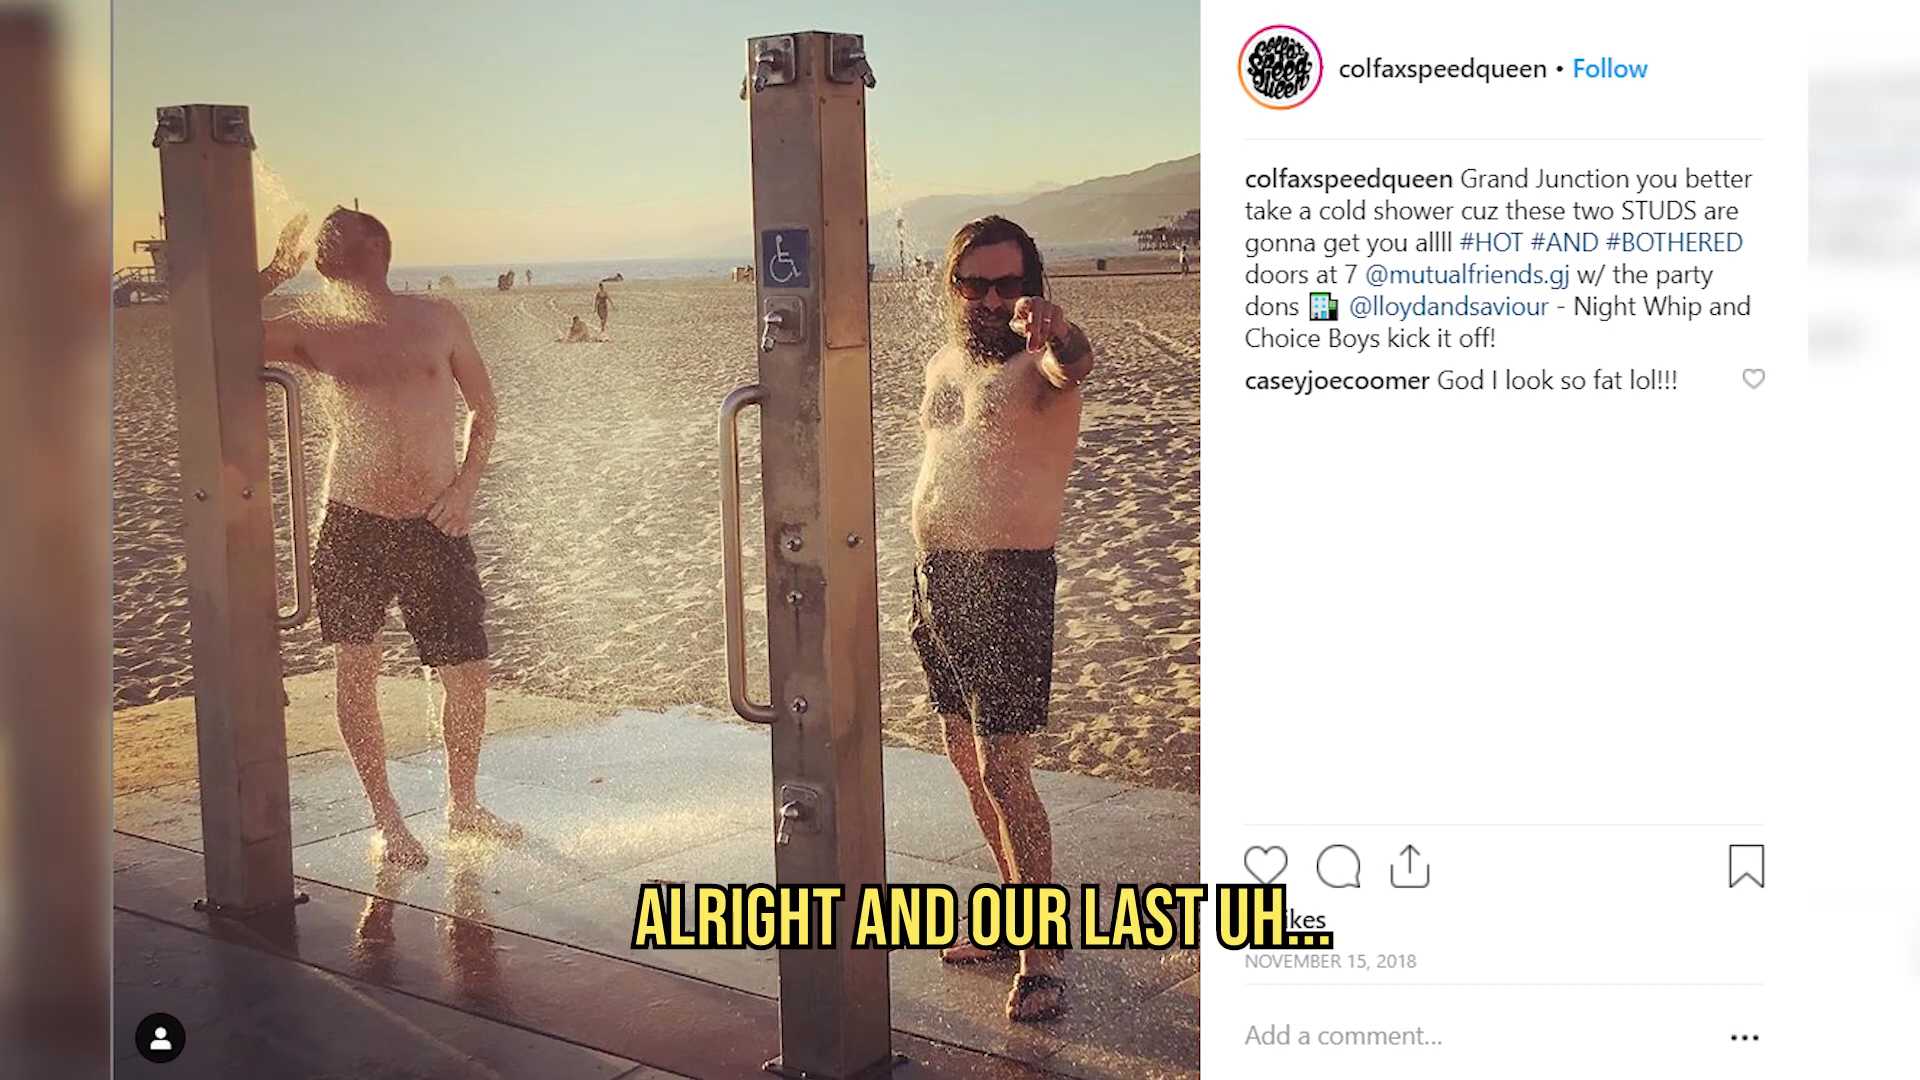 colfaxspeedqueen • Follow
colfaxspeedqueen Grand Junction you better
take a cold shower cuz these two STUDS are
gonna get you allll #HOT #AND #BOTHERED
doors at 7 @mutualfriends.gj w/ the party
dons 🏨 @lloydandsaviour - Night Whip and
Choice Boys kick it off!
caseyjoecoomer God I look so fat lol!!!
ALRIGHT AND OUR LAST UH...
NOVEMBER 15, 2018
Add a comment...